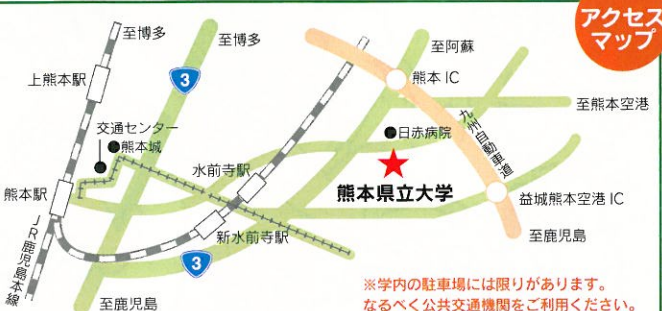 アクセス
マップ
至博多
至博多
至阿蘇
上熊本駅
3
熊本 IC
至熊本空港
交通センター
熊本城
日赤病院
九州自動車道
水前寺駅
熊本県立大学
熊本駅
益城熊本空港 IC
新水前寺駅
JR鹿児島本線
3
至鹿児島
至鹿児島
※学内の駐車場には限りがあります。
なるべく公共交通機関をご利用ください。